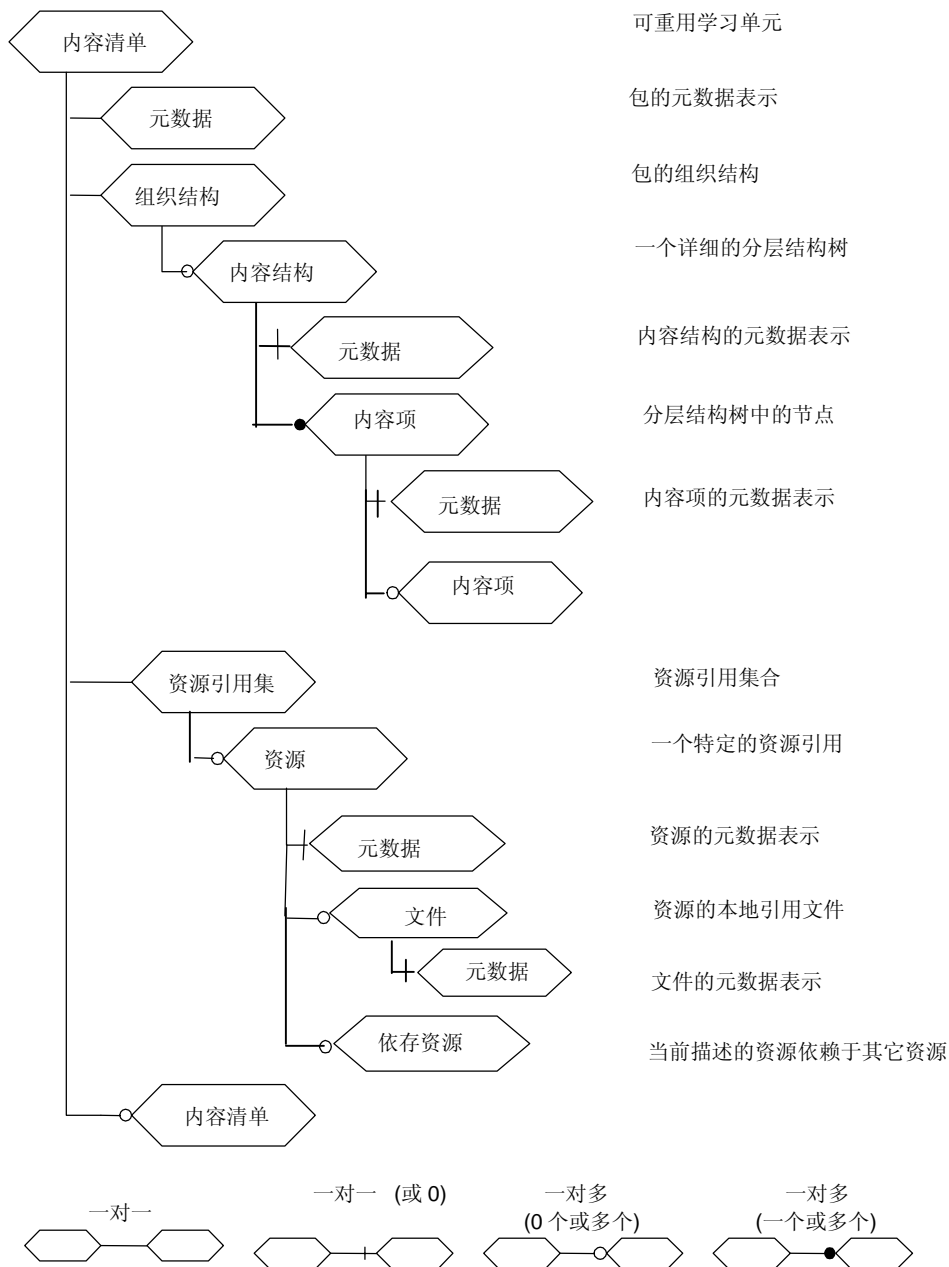 内容清单 可重用学习单元
元数据 包的元数据表示
组织结构 包的组织结构
内容结构 一个详细的分层结构树
元数据 内容结构的元数据表示
内容项 分层结构树中的节点
元数据 内容项的元数据表示
内容项
资源引用集 资源引用集合
资源 一个特定的资源引用
元数据 资源的元数据表示
文件 资源的本地引用文件
元数据 文件的元数据表示
依存资源 当前描述的资源依赖于其它资源
内容清单
一对一 一对一 (或 0) 一对多 一对多
(0 个或多个) (一个或多个)